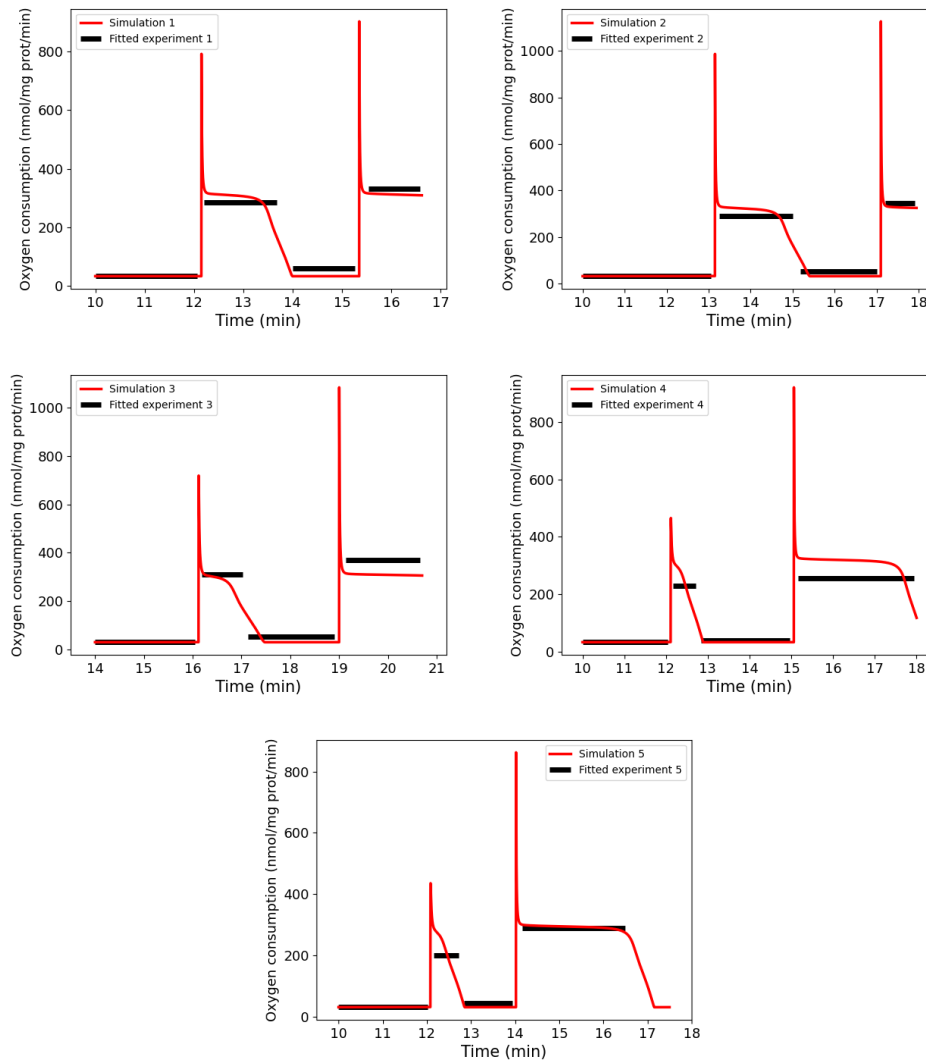 Oxygen consumption (nmol/mg prot/min)
Simulation 1
Fitted experiment 1
800
600
400
200
0
10 11 12 13 14 15 16 17
Time (min)
Oxygen consumption (nmol/mg prot/min)
Simulation 2
Fitted experiment 2
1000
800
600
400
200
0
10 11 12 13 14 15 16 17 18
Time (min)
Oxygen consumption (nmol/mg prot/min)
Simulation 3
Fitted experiment 3
1000
800
600
400
200
0
14 15 16 17 18 19 20 21
Time (min)
Oxygen consumption (nmol/mg prot/min)
Simulation 4
Fitted experiment 4
800
600
400
200
0
10 11 12 13 14 15 16 17 18
Time (min)
Oxygen consumption (nmol/mg prot/min)
Simulation 5
Fitted experiment 5
800
600
400
200
0
10 11 12 13 14 15 16 17 18
Time (min)